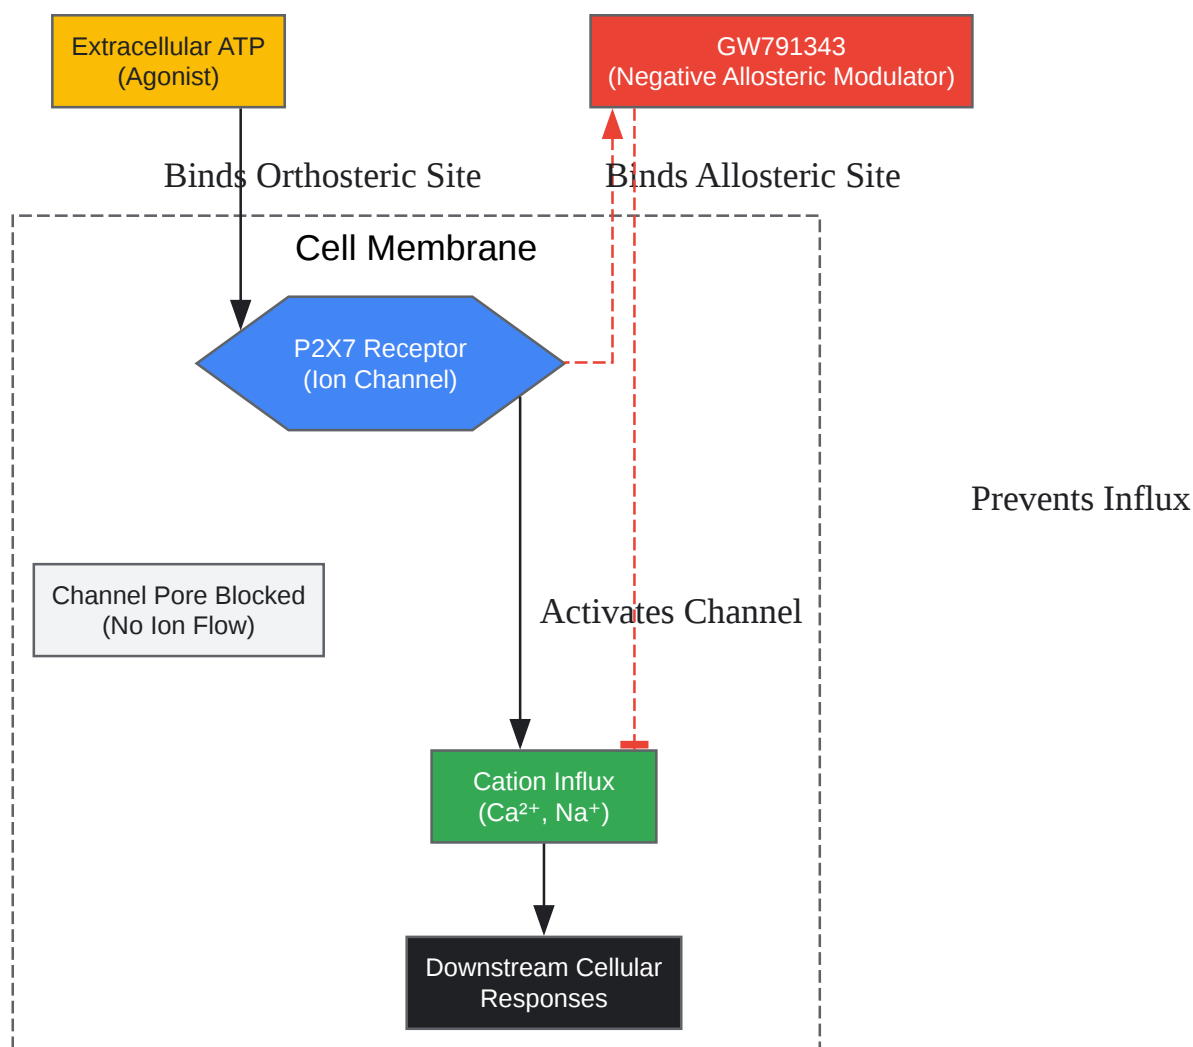 Extracellular ATP
(Agonist)
GW791343
(Negative Allosteric Modulator)
Binds Orthosteric Site
Binds Allosteric Site
Cell Membrane
P2X7 Receptor
(Ion Channel)
Prevents Influx
Channel Pore Blocked
(No Ion Flow)
Activates Channel
Cation Influx
(Ca²⁺, Na⁺)
Downstream Cellular
Responses